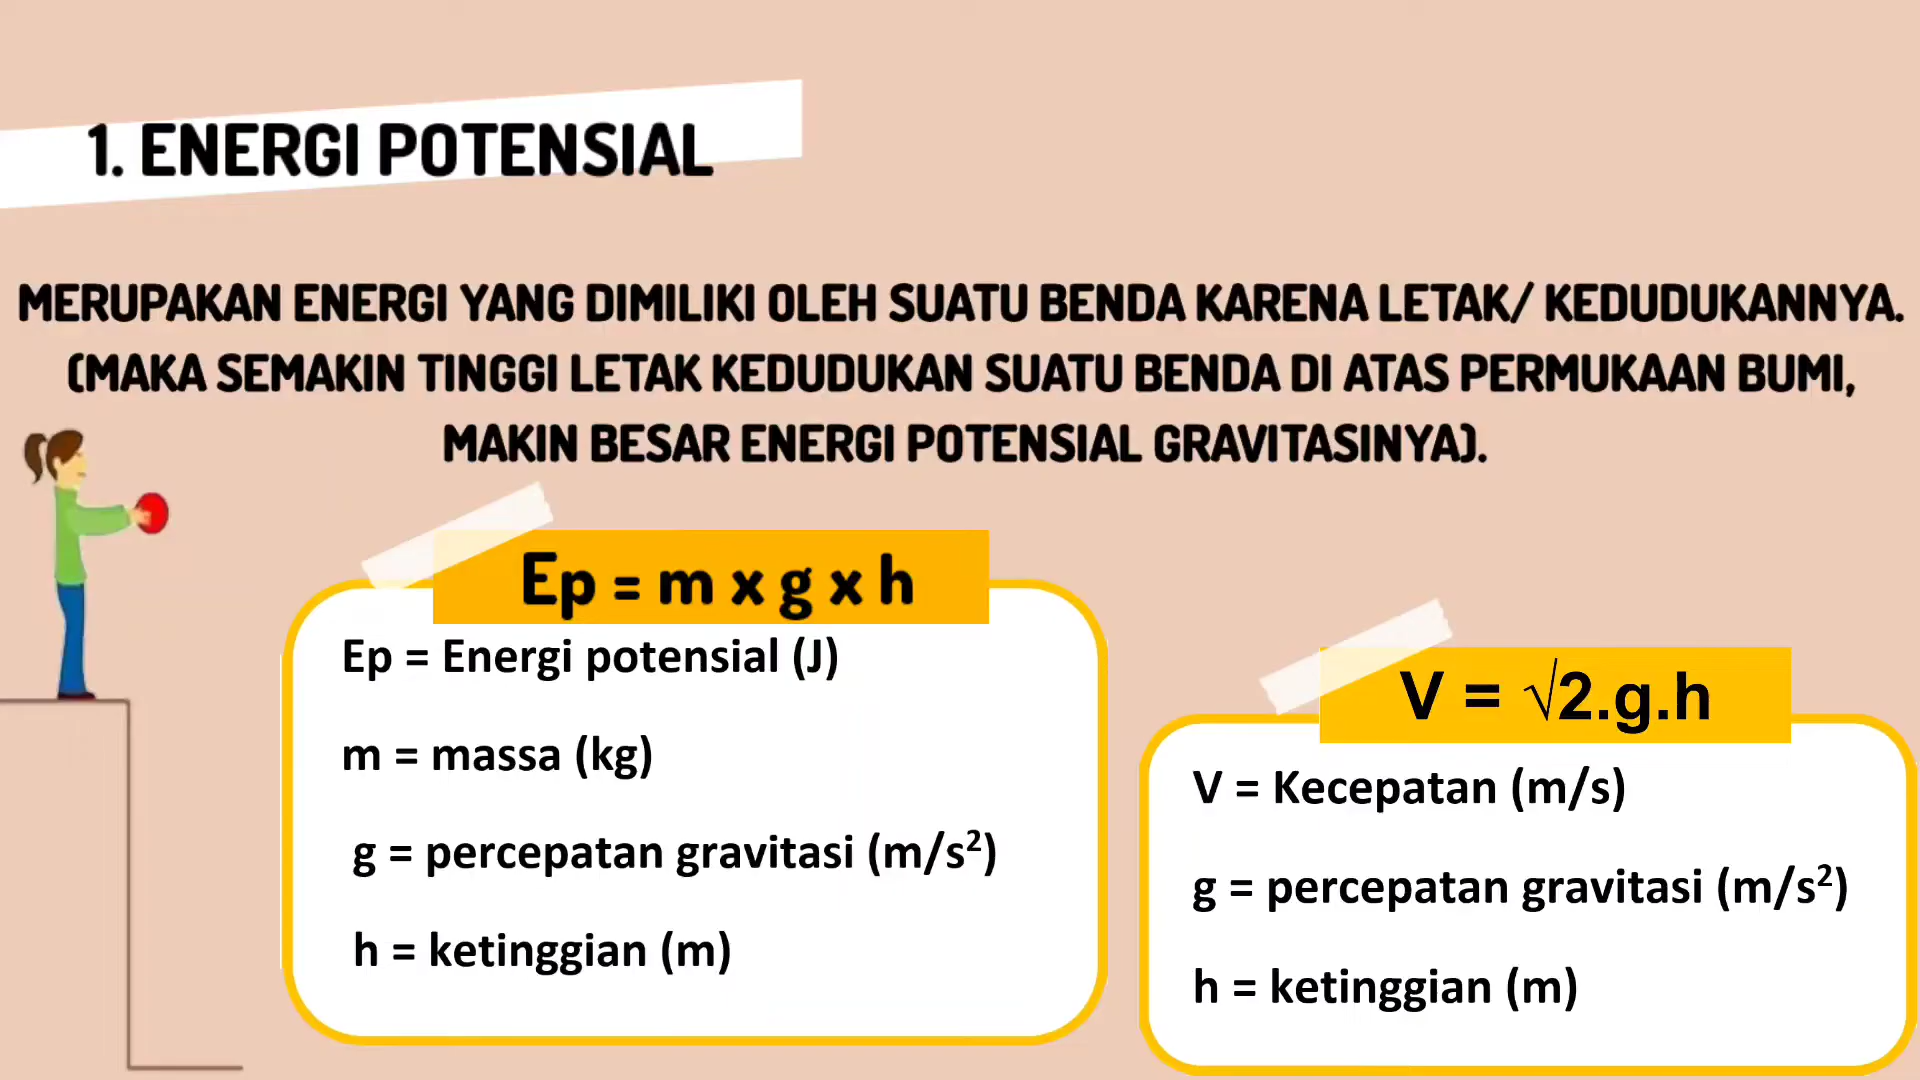 1. ENERGI POTENSIAL
MERUPAKAN ENERGI YANG DIMILIKI OLEH SUATU BENDA KARENA LETAK/ KEDUDUKANNYA.
(MAKA SEMAKIN TINGGI LETAK KEDUDUKAN SUATU BENDA DI ATAS PERMUKAAN BUMI,
MAKIN BESAR ENERGI POTENSIAL GRAVITASINYA).
Ep = m x g x h
Ep = Energi potensial (J)
m = massa (kg)
g = percepatan gravitasi (m/s²)
h = ketinggian (m)
V = √2.g.h
V = Kecepatan (m/s)
g = percepatan gravitasi (m/s²)
h = ketinggian (m)